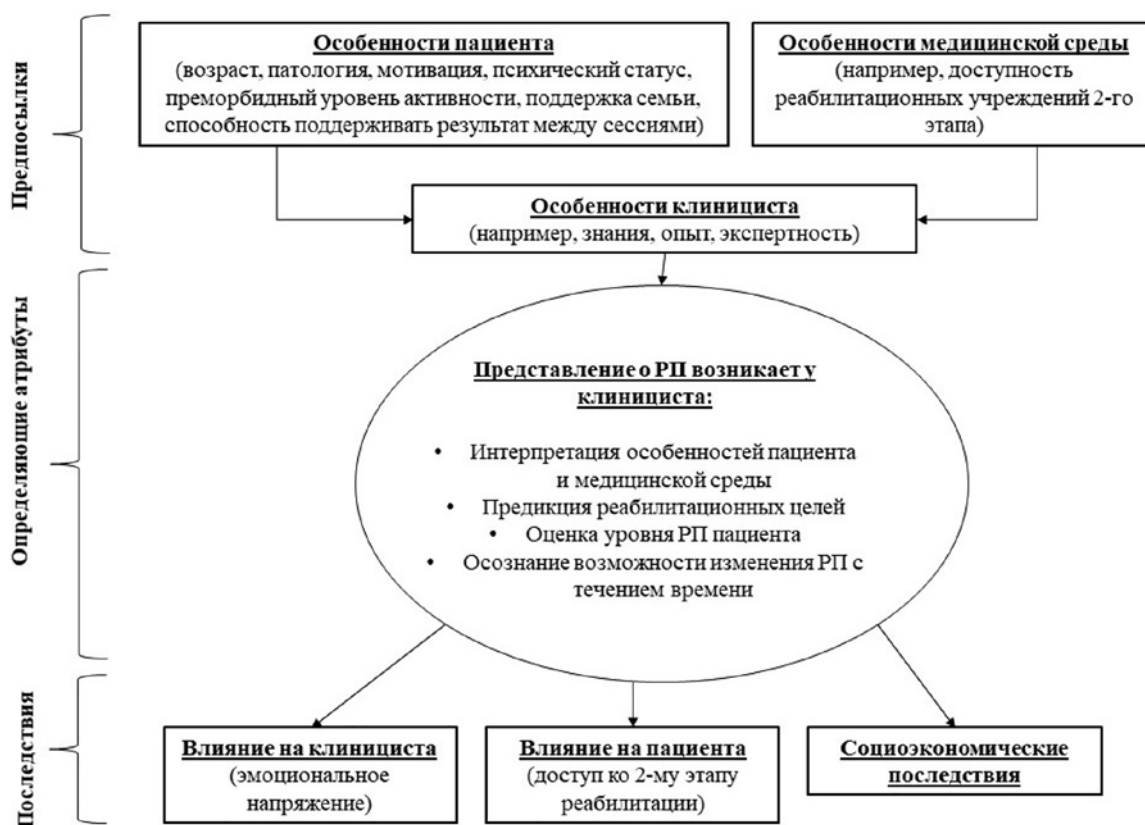 Предпосылки
Особенности пациента
(возраст, патология, мотивация, психический статус,
преморбидный уровень активности, поддержка семьи,
способность поддерживать результат между сессиями)
Особенности медицинской среды
(например, доступность
реабилитационных учреждений 2-го
этапа)
Особенности клинициста
(например, знания, опыт, экспертность)
Определяющие атрибуты
Представление о РП возникает у
клинициста:
• Интерпретация особенностей пациента
и медицинской среды
• Предикция реабилитационных целей
• Оценка уровня РП пациента
• Осознание возможности изменения РП с
течением времени
Последствия
Влияние на клинициста
(эмоциональное
напряжение)
Влияние на пациента
(доступ ко 2-му этапу
реабилитации)
Социоэкономические
последствия